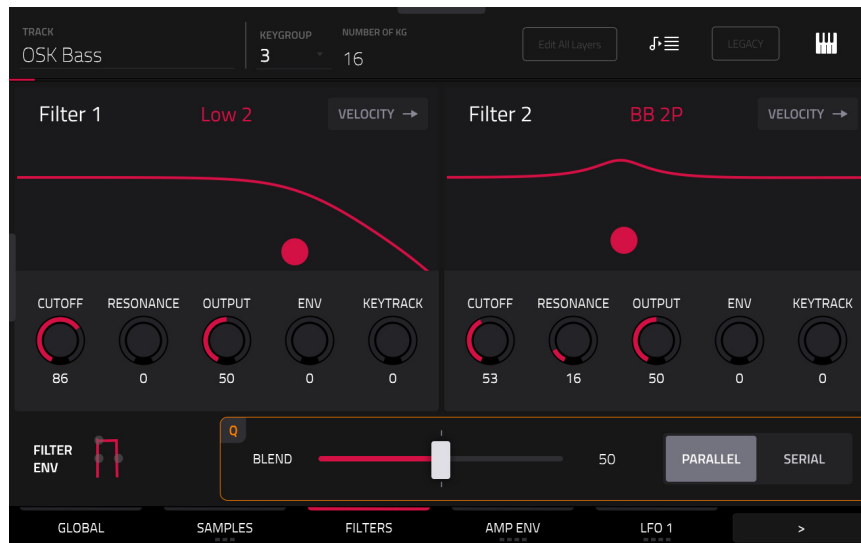 TRACK
OSK Bass
KEYGROUP
3
NUMBER OF KG
16
Edit All Layers
LEGACY
Filter 1
Low 2
VELOCITY →
Filter 2
BB 2P
VELOCITY →
CUTOFF RESONANCE OUTPUT ENV KEYTRACK
86 0 50 0 0
CUTOFF RESONANCE OUTPUT ENV KEYTRACK
53 16 50 0 0
FILTER
ENV
Q
BLEND
50
PARALLEL SERIAL
GLOBAL SAMPLES FILTERS AMP ENV LFO 1 >